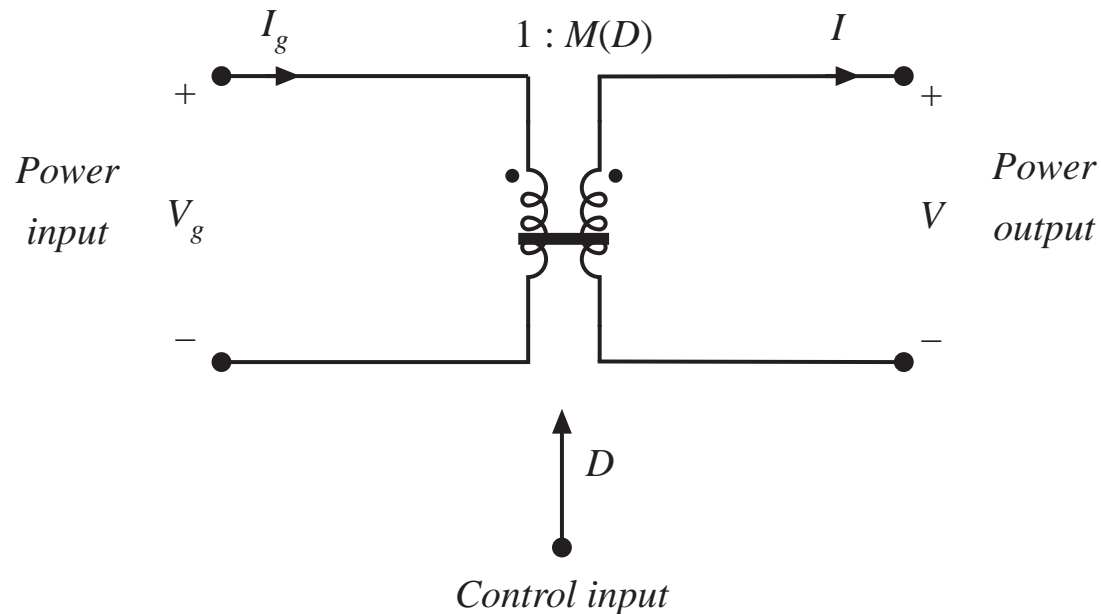 I_g
1 : M(D)
I
+
+
Power
input
V_g
V
Power
output
−
−
D
Control input